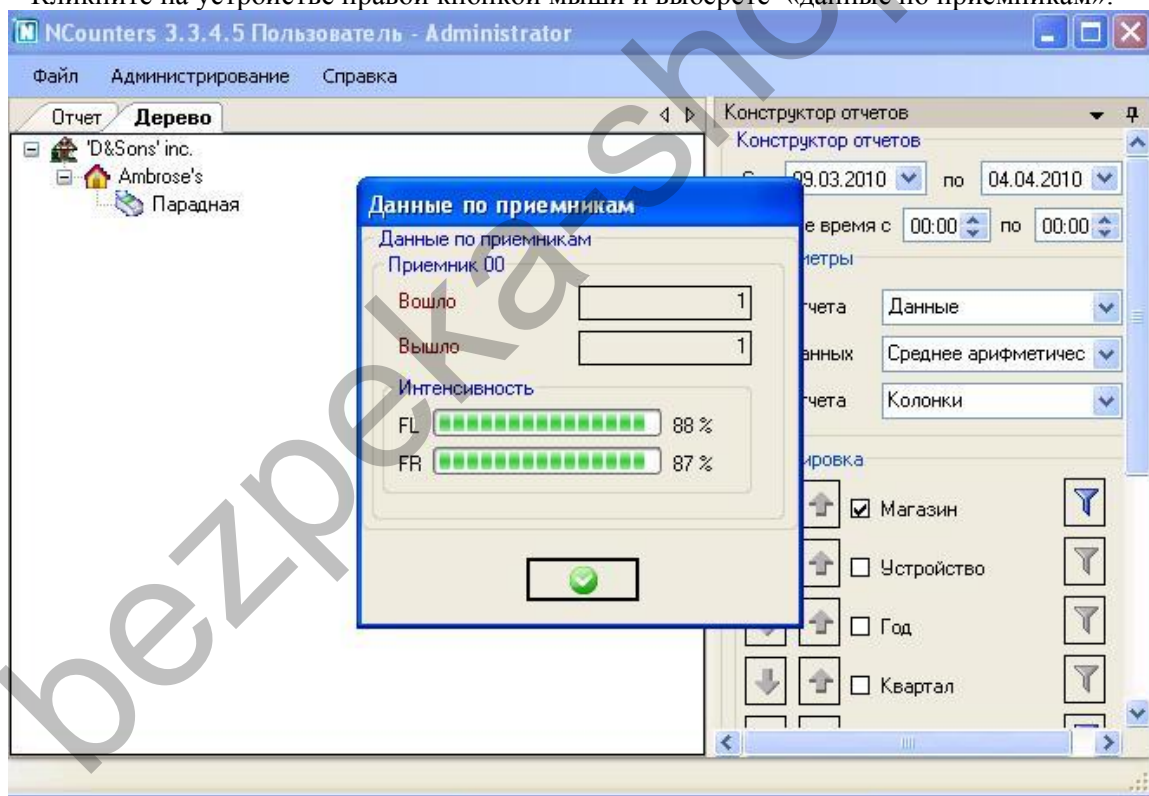 Кликните на устройстве правой кнопкой мыши и выберете «данные по приемникам».
NCounters 3.3.4.5 Пользователь - Administrator
Файл Администрирование Справка
Отчет Дерево
'D&Sons' inc.
Ambrose's
Парадная
Данные по приемникам
Данные по приемникам
Приемник 00
Вошло 1
Вышло 1
Интенсивность
FL 88 %
FR 87 %
Конструктор отчетов
Конструктор отчетов
09.03.2010 по 04.04.2010
е время с 00:00 по 00:00
метры
чета Данные
анных Среднее арифметичес
чета Колонки
ировка
Магазин
Устройство
Год
Квартал
bezpeka-shop